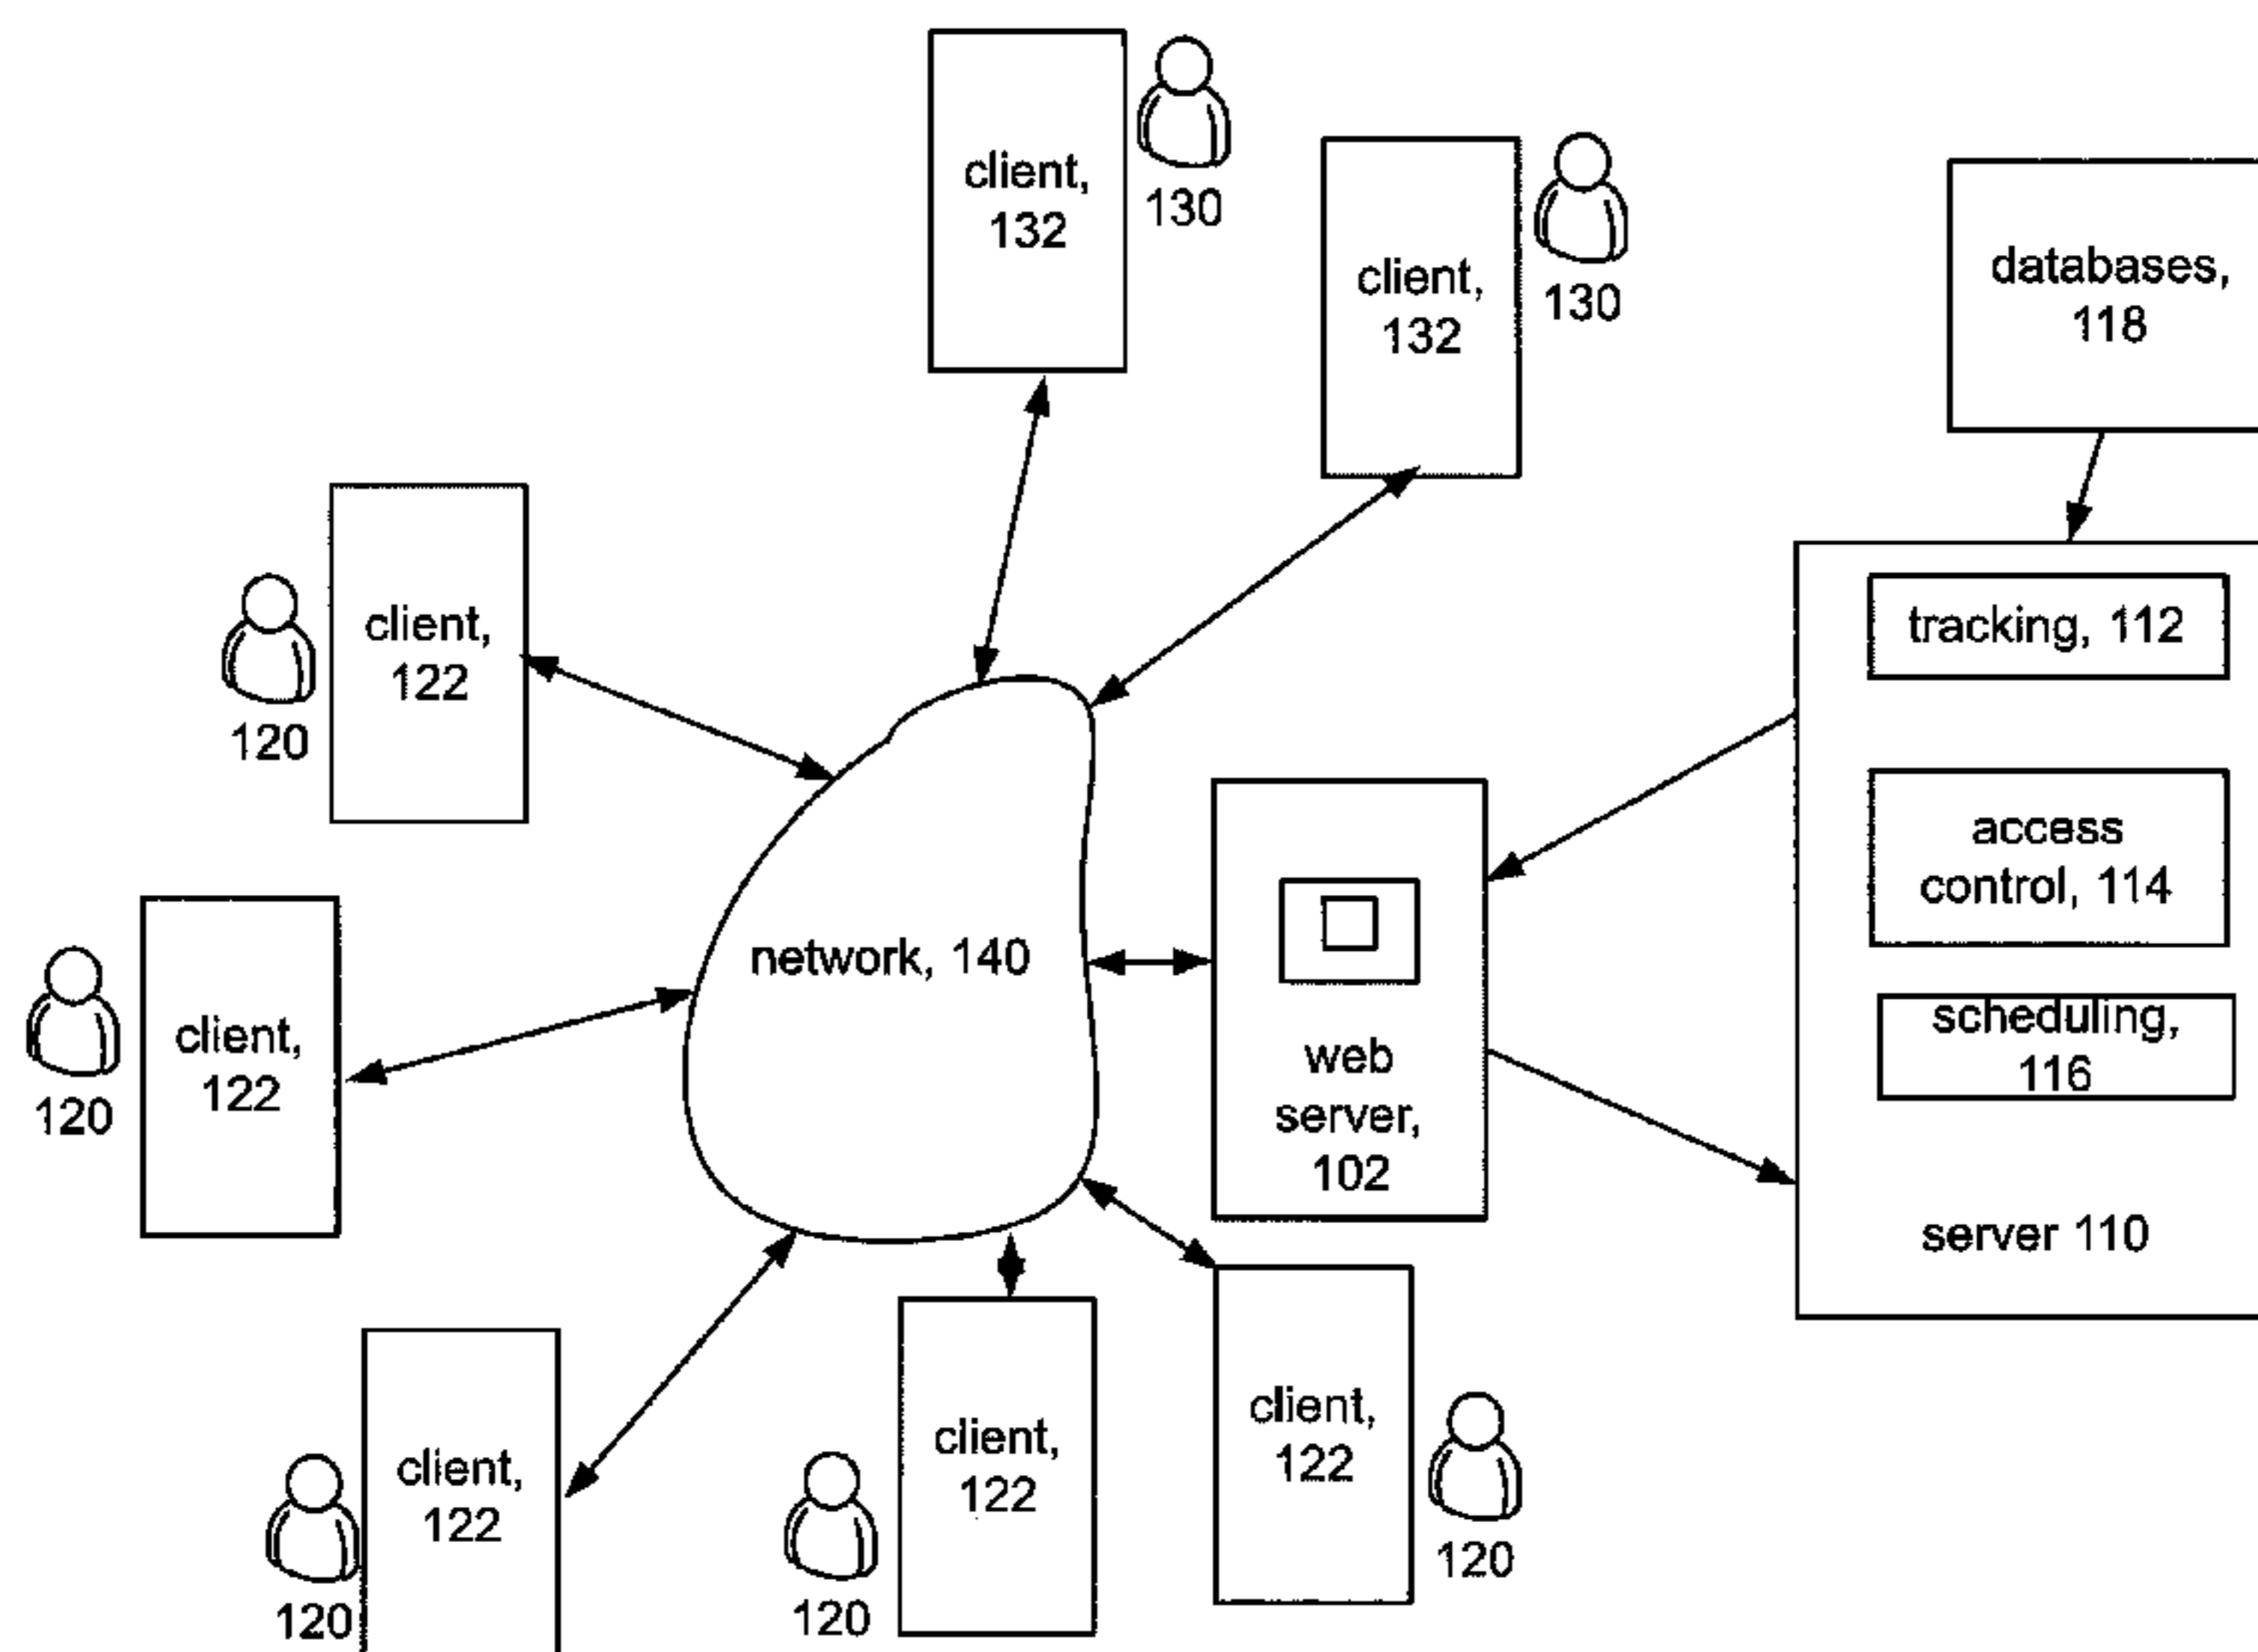 client,
132
130
client,
132
130
databases,
118
client,
122
120
tracking, 112
access
control, 114
scheduling,
116
server 110
network, 140
web
server,
102
client,
122
120
client,
122
120
client,
122
120
client,
122
120